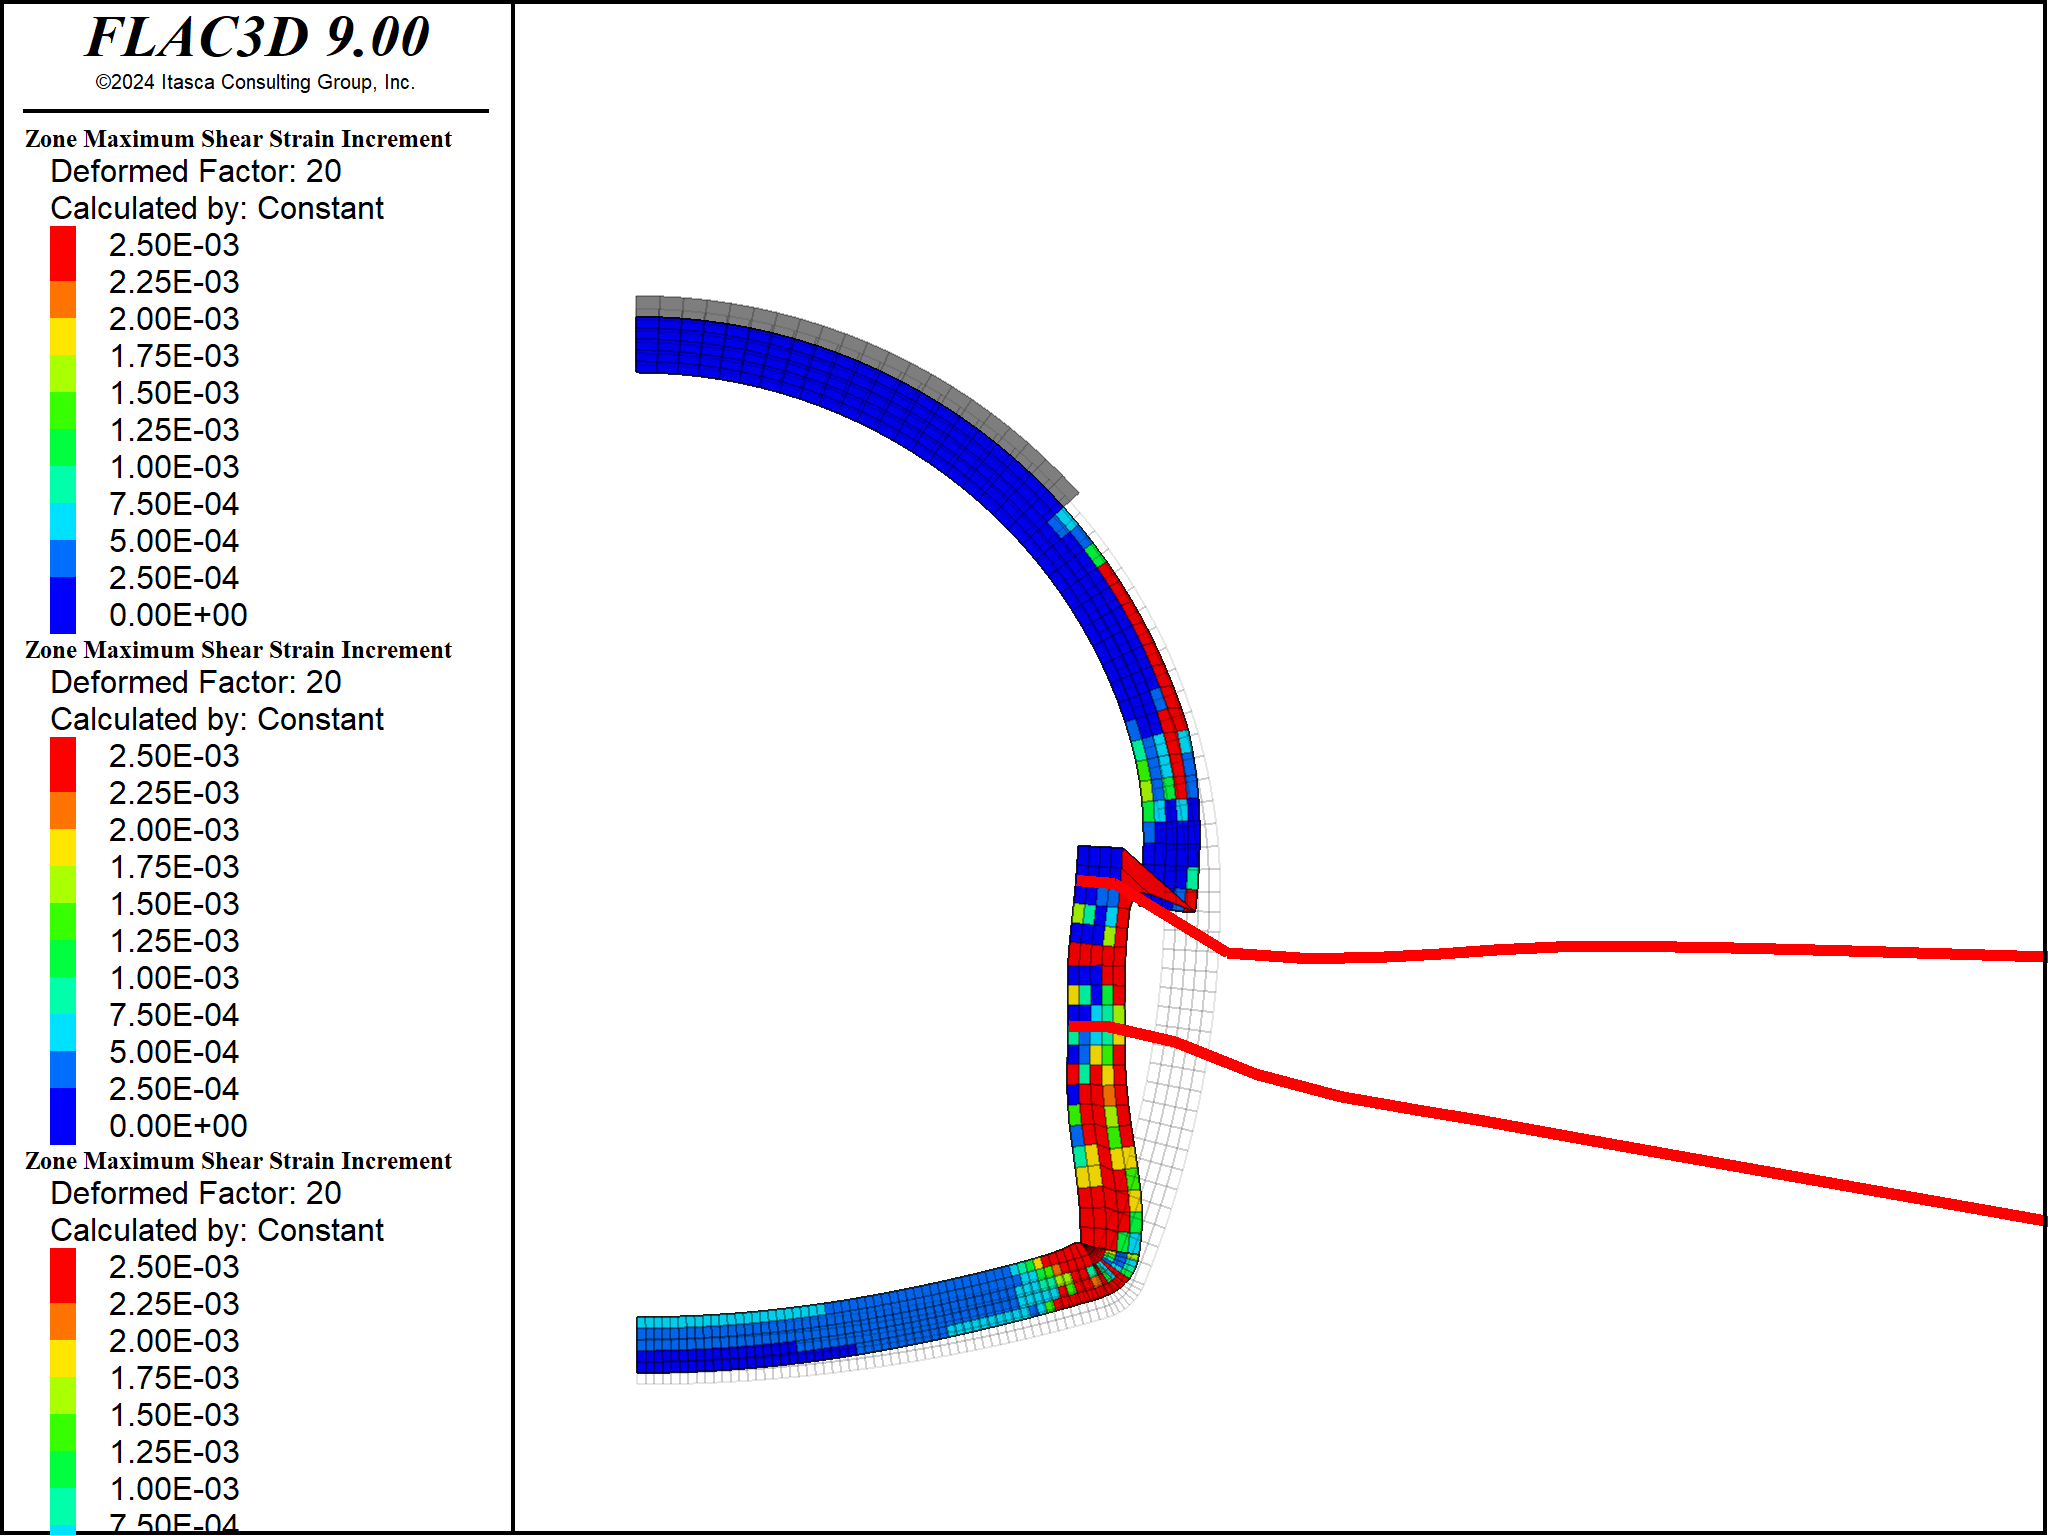 FLAC3D 9.00
©2024 Itasca Consulting Group, Inc.
Zone Maximum Shear Strain Increment
Deformed Factor: 20
Calculated by: Constant
2.50E-03
2.25E-03
2.00E-03
1.75E-03
1.50E-03
1.25E-03
1.00E-03
7.50E-04
5.00E-04
2.50E-04
0.00E+00
Zone Maximum Shear Strain Increment
Deformed Factor: 20
Calculated by: Constant
2.50E-03
2.25E-03
2.00E-03
1.75E-03
1.50E-03
1.25E-03
1.00E-03
7.50E-04
5.00E-04
2.50E-04
0.00E+00
Zone Maximum Shear Strain Increment
Deformed Factor: 20
Calculated by: Constant
2.50E-03
2.25E-03
2.00E-03
1.75E-03
1.50E-03
1.25E-03
1.00E-03
7.50E-04